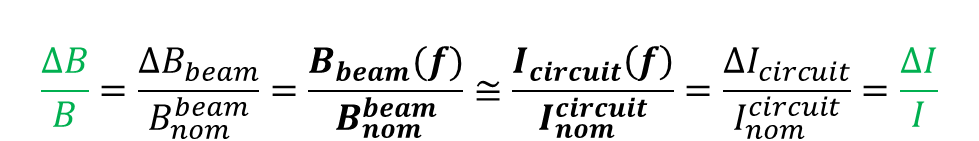 ΔB/B = ΔB_beam/B_nom^beam = B_beam(f)/B_nom^beam ≅ I_circuit(f)/I_nom^circuit = ΔI_circuit/I_nom^circuit = ΔI/I